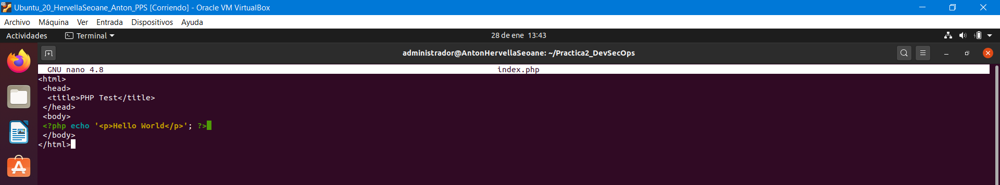 Ubuntu_20_HervellaSeoane_Anton_PPS [Corriendo] - Oracle VM VirtualBox
Archivo Máquina Ver Entrada Dispositivos Ayuda
Actividades Terminal 28 de ene 13:43
administrador@AntonHervellaSeoane: ~/Practica2_DevSecOps
GNU nano 4.8 index.php
<html>
<head>
<title>PHP Test</title>
</head>
<body>
<?php echo '<p>Hello World</p>'; ?>
</body>
</html>